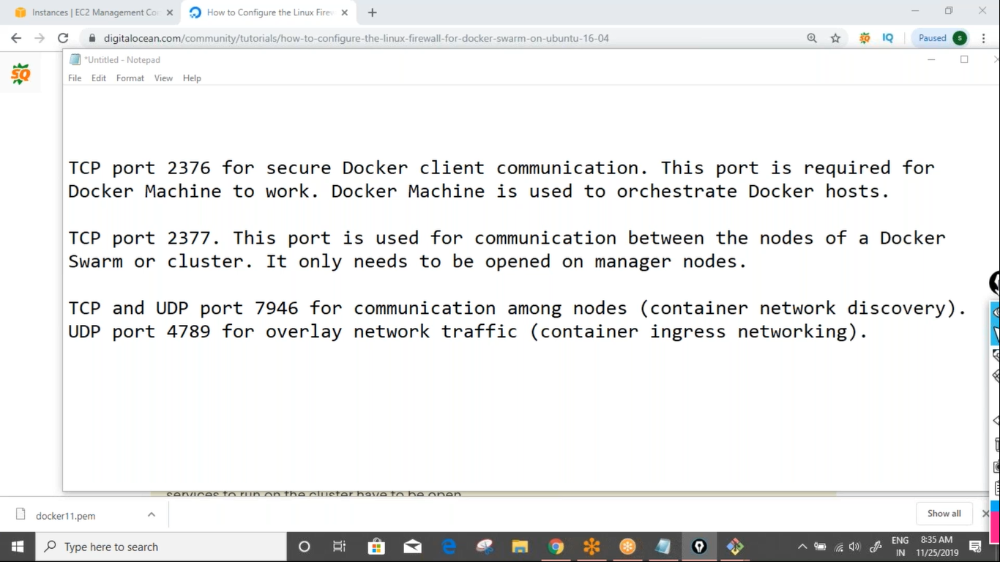 Instances | EC2 Management Co
How to Configure the Linux Firew
digitalocean.com/community/tutorials/how-to-configure-the-linux-firewall-for-docker-swarm-on-ubuntu-16-04
IQ
Paused
S
SQ
*Untitled - Notepad
File Edit Format View Help
TCP port 2376 for secure Docker client communication. This port is required for
Docker Machine to work. Docker Machine is used to orchestrate Docker hosts.
TCP port 2377. This port is used for communication between the nodes of a Docker
Swarm or cluster. It only needs to be opened on manager nodes.
TCP and UDP port 7946 for communication among nodes (container network discovery).
UDP port 4789 for overlay network traffic (container ingress networking).
services to run on the cluster have to be open
docker11.pem
Show all
Type here to search
ENG
IN
8:35 AM
11/25/2019